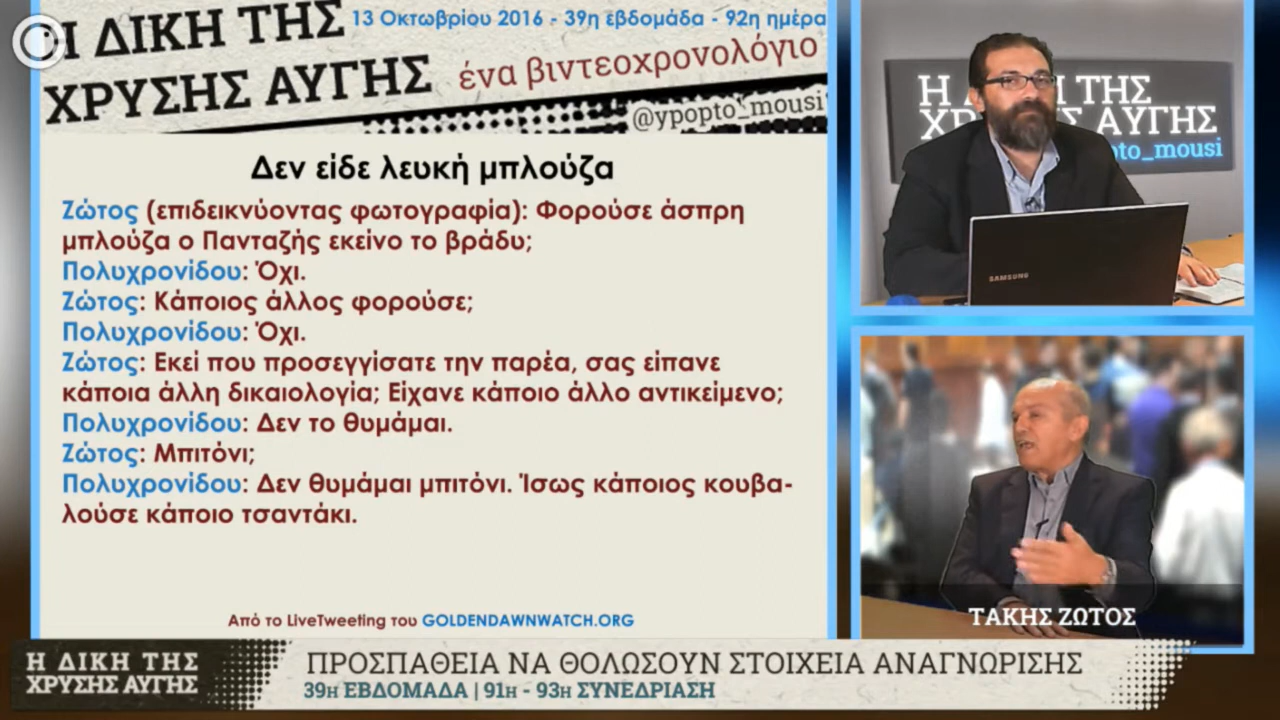 Η ΔΙΚΗ ΤΗΣ
ΧΡΥΣΗΣ ΑΥΓΗΣ
13 Οκτωβρίου 2016 - 39η εβδομάδα - 92η ημέρα
ένα βιντεοχρονολόγιο
@ypopto_mousi
Δεν είδε λευκή μπλούζα
Ζώτος (επιδεικνύοντας φωτογραφία): Φορούσε άσπρη
μπλούζα ο Πανταζής εκείνο το βράδυ;
Πολυχρονίδου: Όχι.
Ζώτος: Κάποιος άλλος φορούσε;
Πολυχρονίδου: Όχι.
Ζώτος: Εκεί που προσεγγίσατε την παρέα, σας είπανε
κάποια άλλη δικαιολογία; Είχανε κάποιο άλλο αντικείμενο;
Πολυχρονίδου: Δεν το θυμάμαι.
Ζώτος: Μπιτόνι;
Πολυχρονίδου: Δεν θυμάμαι μπιτόνι. Ίσως κάποιος κουβα-
λούσε κάποιο τσαντάκι.
Από το LiveTweeting του GOLDENDAWNWATCH.ORG
Η ΔΙΚΗ ΤΗΣ
ΧΡΥΣΗΣ ΑΥΓΗΣ
pto_mousi
SAMSUNG
ΤΑΚΗΣ ΖΩΤΟΣ
Η ΔΙΚΗ ΤΗΣ
ΧΡΥΣΗΣ ΑΥΓΗΣ
ΠΡΟΣΠΑΘΕΙΑ ΝΑ ΘΟΛΩΣΟΥΝ ΣΤΟΙΧΕΙΑ ΑΝΑΓΝΩΡΙΣΗΣ
39η ΕΒΔΟΜΑΔΑ | 91η - 93η ΣΥΝΕΔΡΙΑΣΗ